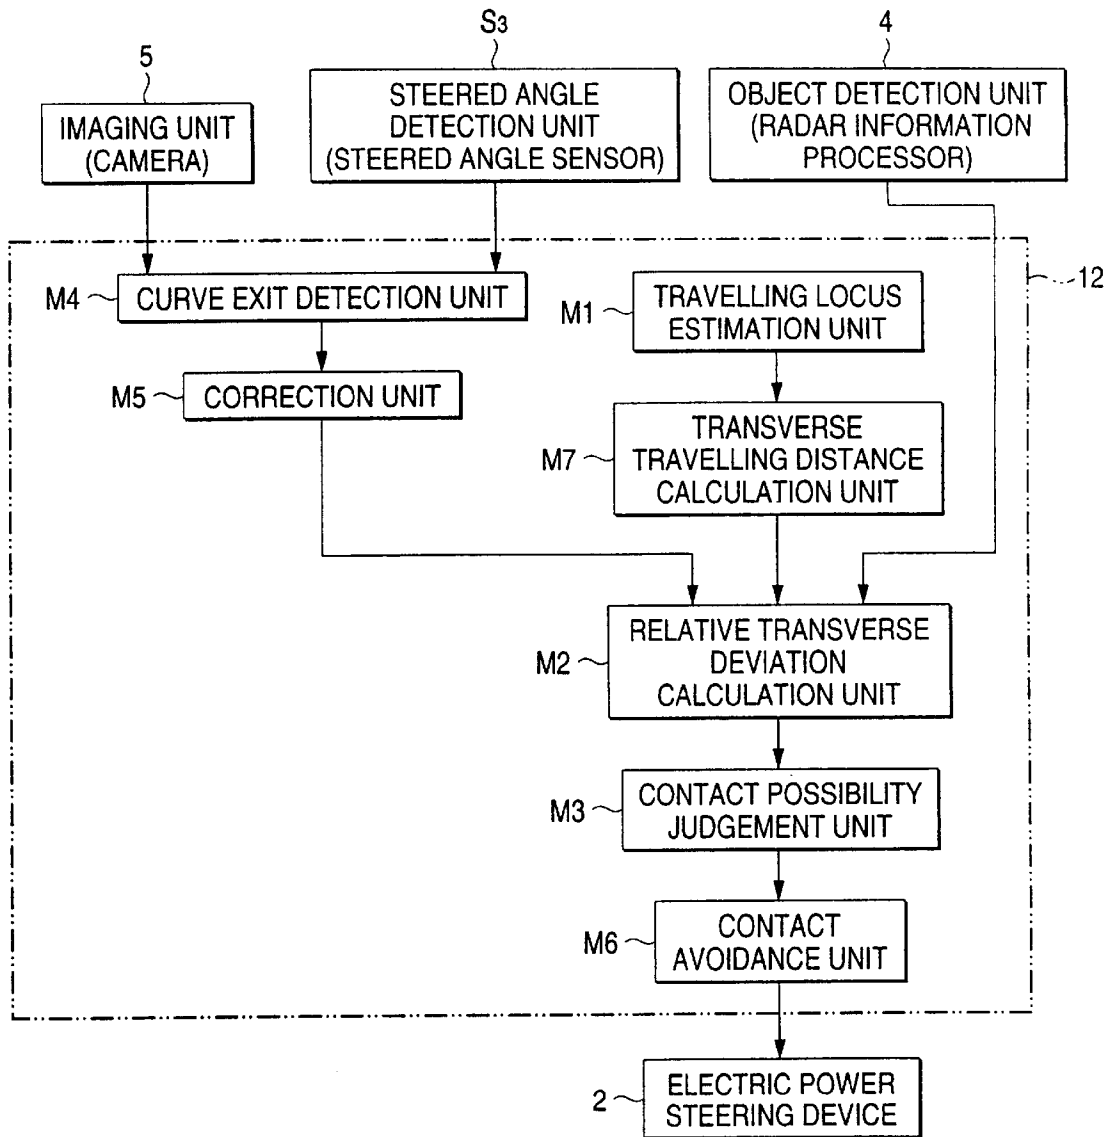 5
IMAGING UNIT
(CAMERA)
S3
STEERED ANGLE
DETECTION UNIT
(STEERED ANGLE SENSOR)
4
OBJECT DETECTION UNIT
(RADAR INFORMATION
PROCESSOR)
12
M4
CURVE EXIT DETECTION UNIT
M1
TRAVELLING LOCUS
ESTIMATION UNIT
M5
CORRECTION UNIT
M7
TRANSVERSE
TRAVELLING DISTANCE
CALCULATION UNIT
M2
RELATIVE TRANSVERSE
DEVIATION
CALCULATION UNIT
M3
CONTACT POSSIBILITY
JUDGEMENT UNIT
M6
CONTACT
AVOIDANCE UNIT
2
ELECTRIC POWER
STEERING DEVICE